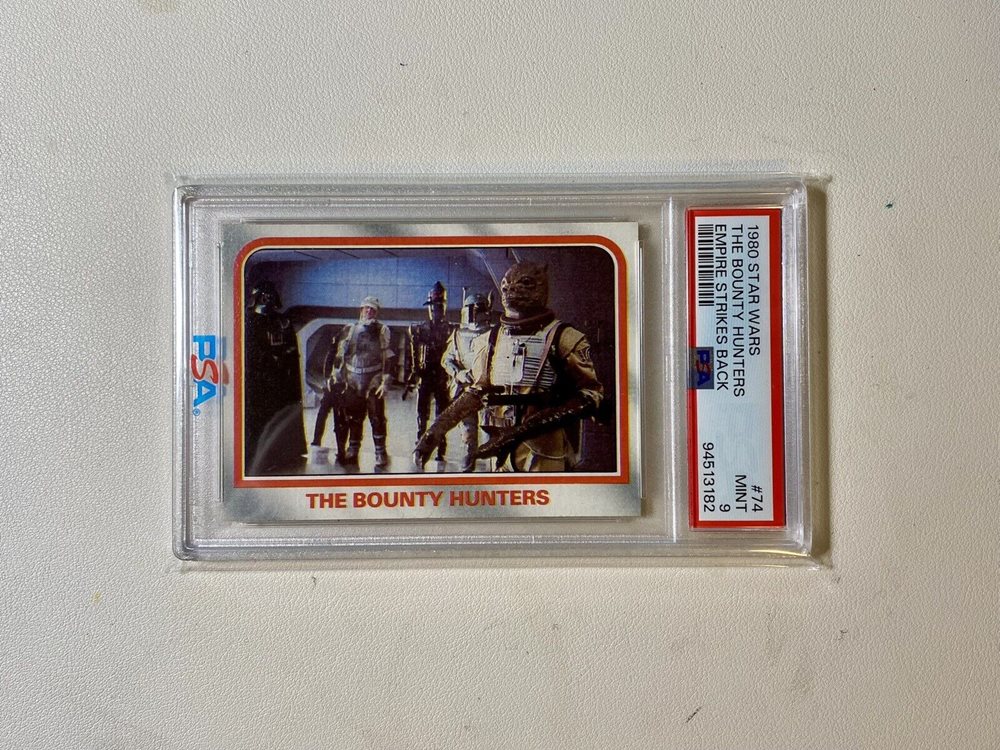 THE BOUNTY HUNTERS
PSA
1980 STAR WARS
THE BOUNTY HUNTERS
EMPIRE STRIKES BACK
#74
MINT
9
94513182
PSA